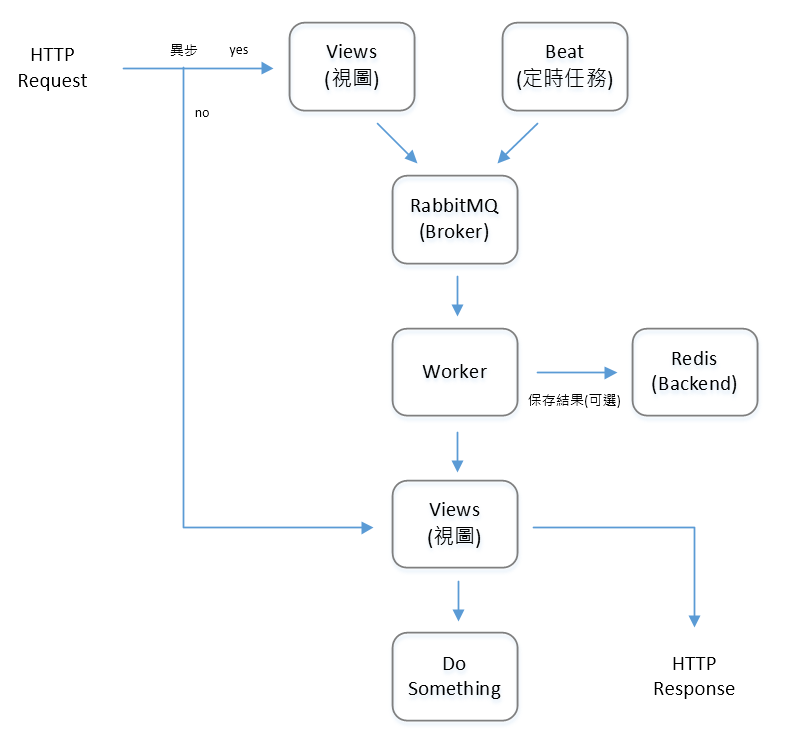 HTTP
Request
異步
yes
no
Views
(視圖)
Beat
(定時任務)
RabbitMQ
(Broker)
Worker
保存結果(可選)
Redis
(Backend)
Views
(視圖)
Do
Something
HTTP
Response